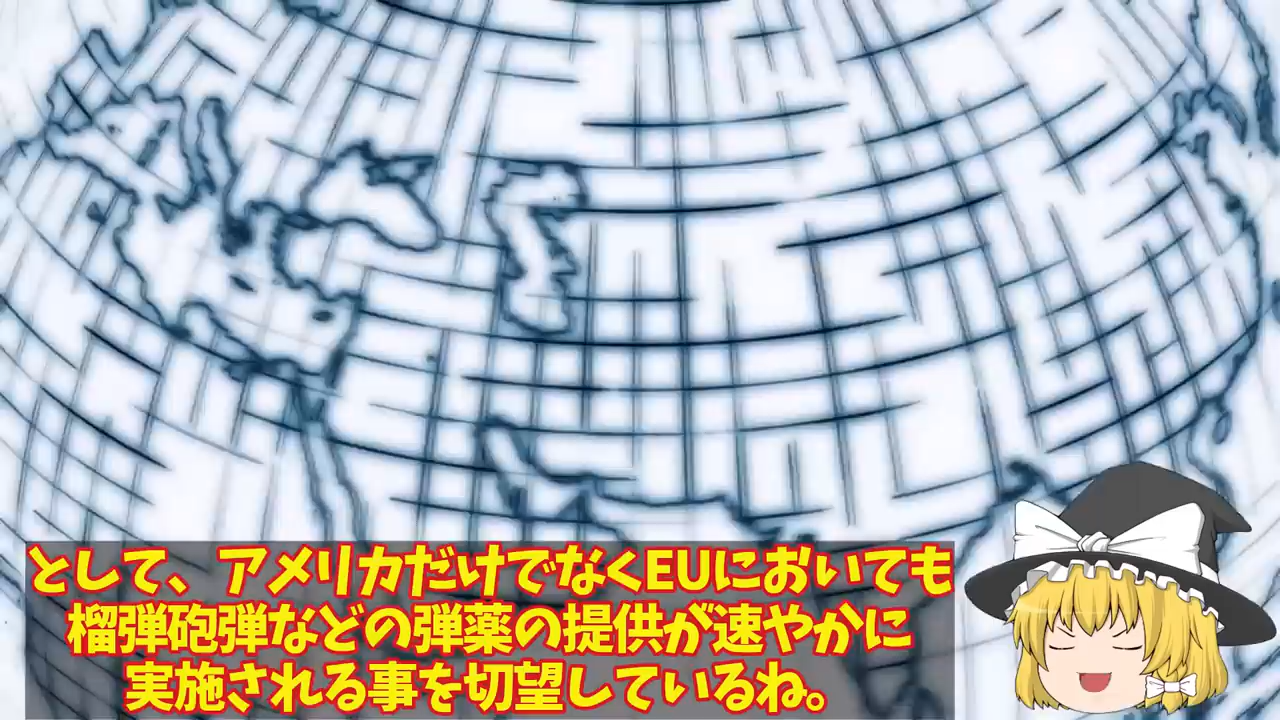 として、アメリカだけでなくEUにおいても
榴弾砲弾などの弾薬の提供が速やかに
実施される事を切望しているね。